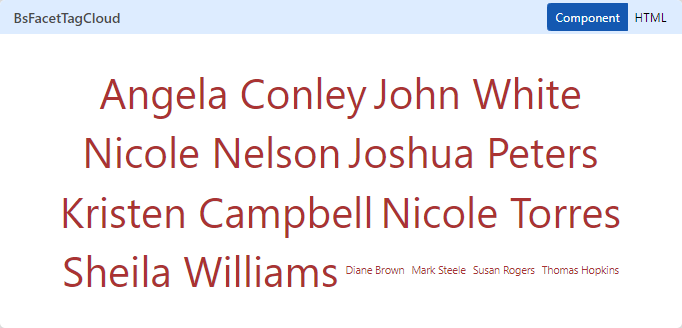 BsFacetTagCloud Component HTML
Angela Conley John White
Nicole Nelson Joshua Peters
Kristen Campbell Nicole Torres
Sheila Williams Diane Brown Mark Steele Susan Rogers Thomas Hopkins